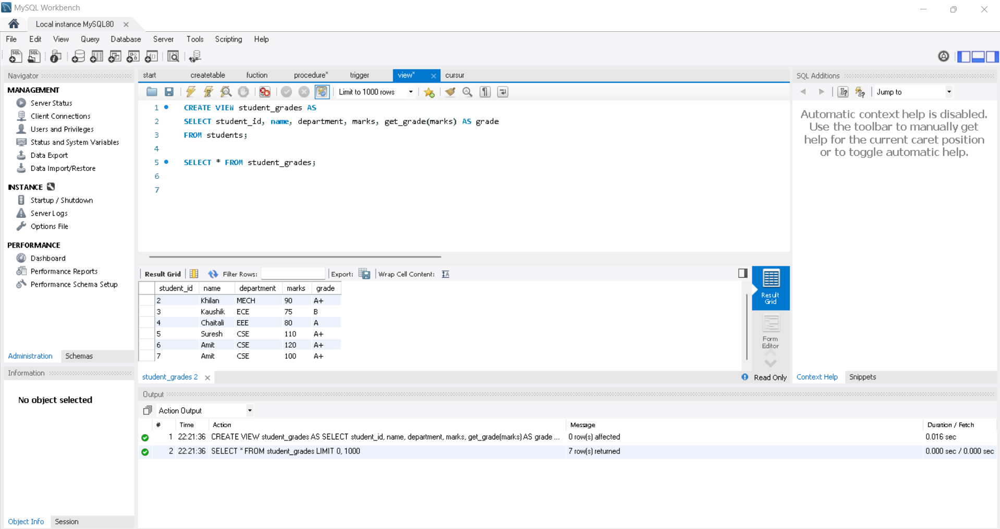 MySQL Workbench
Local instance MySQL80
File Edit View Query Database Server Tools Scripting Help
Navigator
MANAGEMENT
Server Status
Client Connections
Users and Privileges
Status and System Variables
Data Export
Data Import/Restore
INSTANCE
Startup / Shutdown
Server Logs
Options File
PERFORMANCE
Dashboard
Performance Reports
Performance Schema Setup
Administration Schemas
Information
No object selected
Object Info Session
start createtable fuction procedure* trigger view* cursur
Limit to 1000 rows
1 CREATE VIEW student_grades AS
2 SELECT student_id, name, department, marks, get_grade(marks) AS grade
3 FROM students;
4
5 SELECT * FROM student_grades;
6
7
Result Grid Filter Rows: Export: Wrap Cell Content:
student_id name department marks grade
2 Khilan MECH 90 A+
3 Kaushik ECE 75 B
4 Chaitali EEE 80 A
5 Suresh CSE 110 A+
6 Amit CSE 120 A+
7 Amit CSE 100 A+
Result
Grid
Form
Editor
student_grades 2
Read Only
SQL Additions
Jump to
Automatic context help is disabled.
Use the toolbar to manually get
help for the current caret position
or to toggle automatic help.
Context Help Snippets
Output
Action Output
# Time Action Message Duration / Fetch
1 22:21:36 CREATE VIEW student_grades AS SELECT student_id, name, department, marks, get_grade(marks) AS grade ... 0 row(s) affected 0.016 sec
2 22:21:36 SELECT * FROM student_grades LIMIT 0, 1000 7 row(s) returned 0.000 sec / 0.000 sec